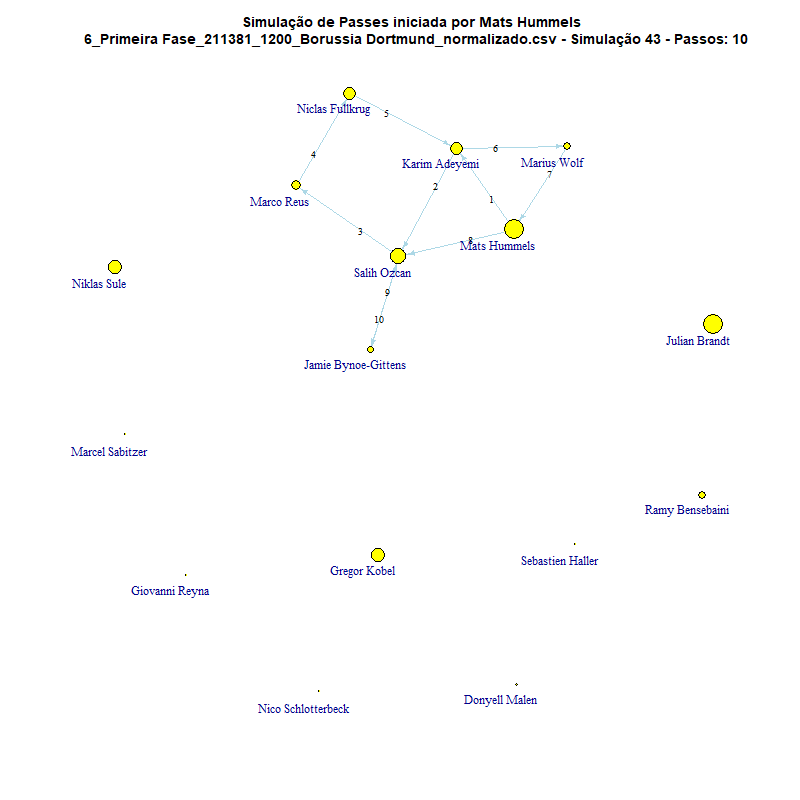 Simulação de Passes iniciada por Mats Hummels
6_Primeira Fase_211381_1200_Borussia Dortmund_normalizado.csv - Simulação 43 - Passos: 10
Niclas Fullkrug
5
Karim Adeyemi
6
Marius Wolf
4
7
2
1
Marco Reus
3
8
Mats Hummels
Salih Ozcan
Niklas Sule
9
10
Julian Brandt
Jamie Bynoe-Gittens
Marcel Sabitzer
Ramy Bensebaini
Sebastien Haller
Gregor Kobel
Giovanni Reyna
Donyell Malen
Nico Schlotterbeck